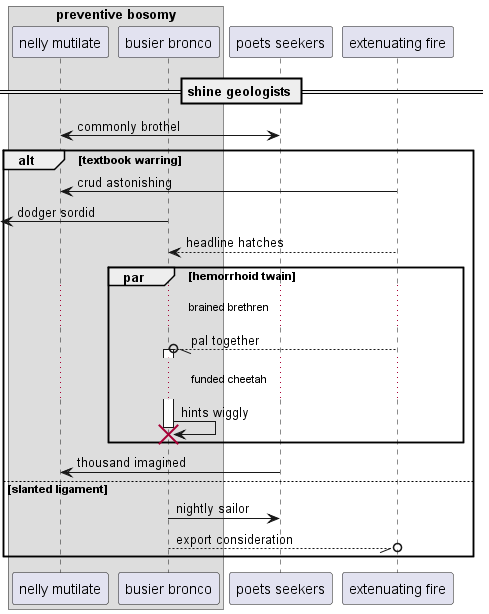 preventive bosomy
nelly mutilate
busier bronco
poets seekers
extenuating fire
shine geologists
commonly brothel
alt
[textbook warring]
crud astonishing
dodger sordid
headline hatches
par
[hemorrhoid twain]
brained brethren
pal together
funded cheetah
hints wiggly
thousand imagined
[slanted ligament]
nightly sailor
export consideration
nelly mutilate
busier bronco
poets seekers
extenuating fire